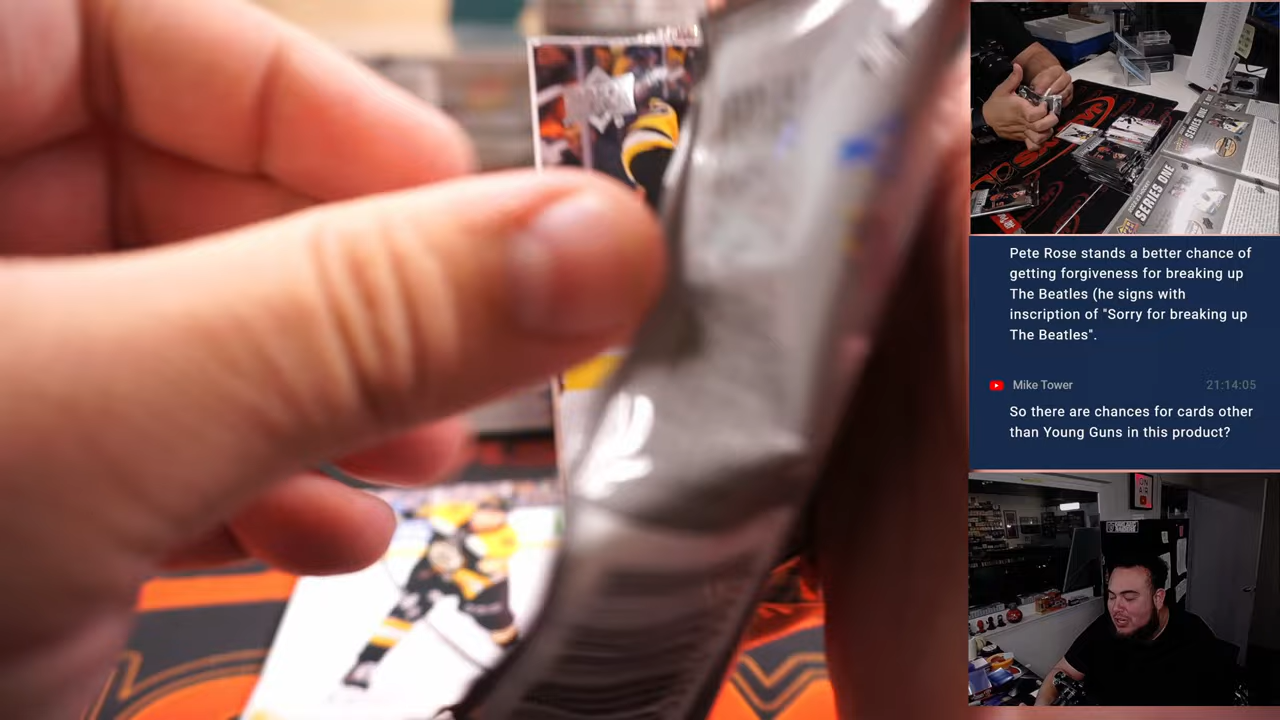 Pete Rose stands a better chance of
getting forgiveness for breaking up
The Beatles (he signs with
inscription of "Sorry for breaking up
The Beatles".
Mike Tower
21:14:05
So there are chances for cards other
than Young Guns in this product?
SERIES ONE
SERIES ONE